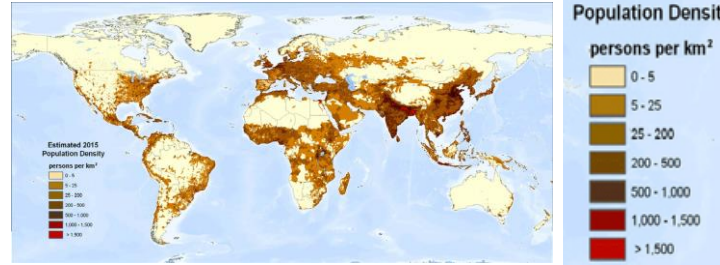 Estimated 2015
Population Density
persons per km²
0 - 5
5 - 25
25 - 200
200 - 500
500 - 1,000
1,000 - 1,500
> 1,500
Population Densit
persons per km²
0 - 5
5 - 25
25 - 200
200 - 500
500 - 1,000
1,000 - 1,500
> 1,500